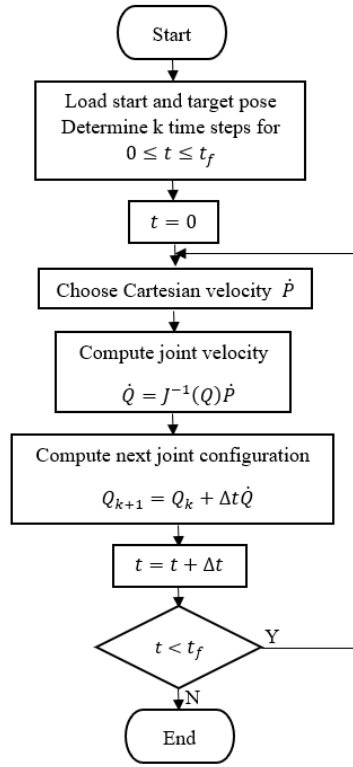 Start
Load start and target pose
Determine k time steps for
0 ≤ t ≤ t_f
t = 0
Choose Cartesian velocity Ṗ
Compute joint velocity
Q̇ = J⁻¹(Q)Ṗ
Compute next joint configuration
Q_{k+1} = Q_k + ΔtQ̇
t = t + Δt
t < t_f
Y
N
End